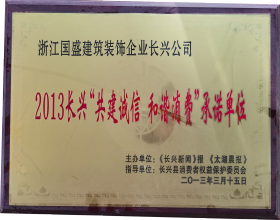 浙江国盛建筑装饰企业长兴公司
2013长兴“共建诚信 和谐消费”承诺单位
主办单位：《长兴新闻》报 《太湖晨报》
指导单位：长兴县消费者权益保护委员会
二〇一三年三月十五日